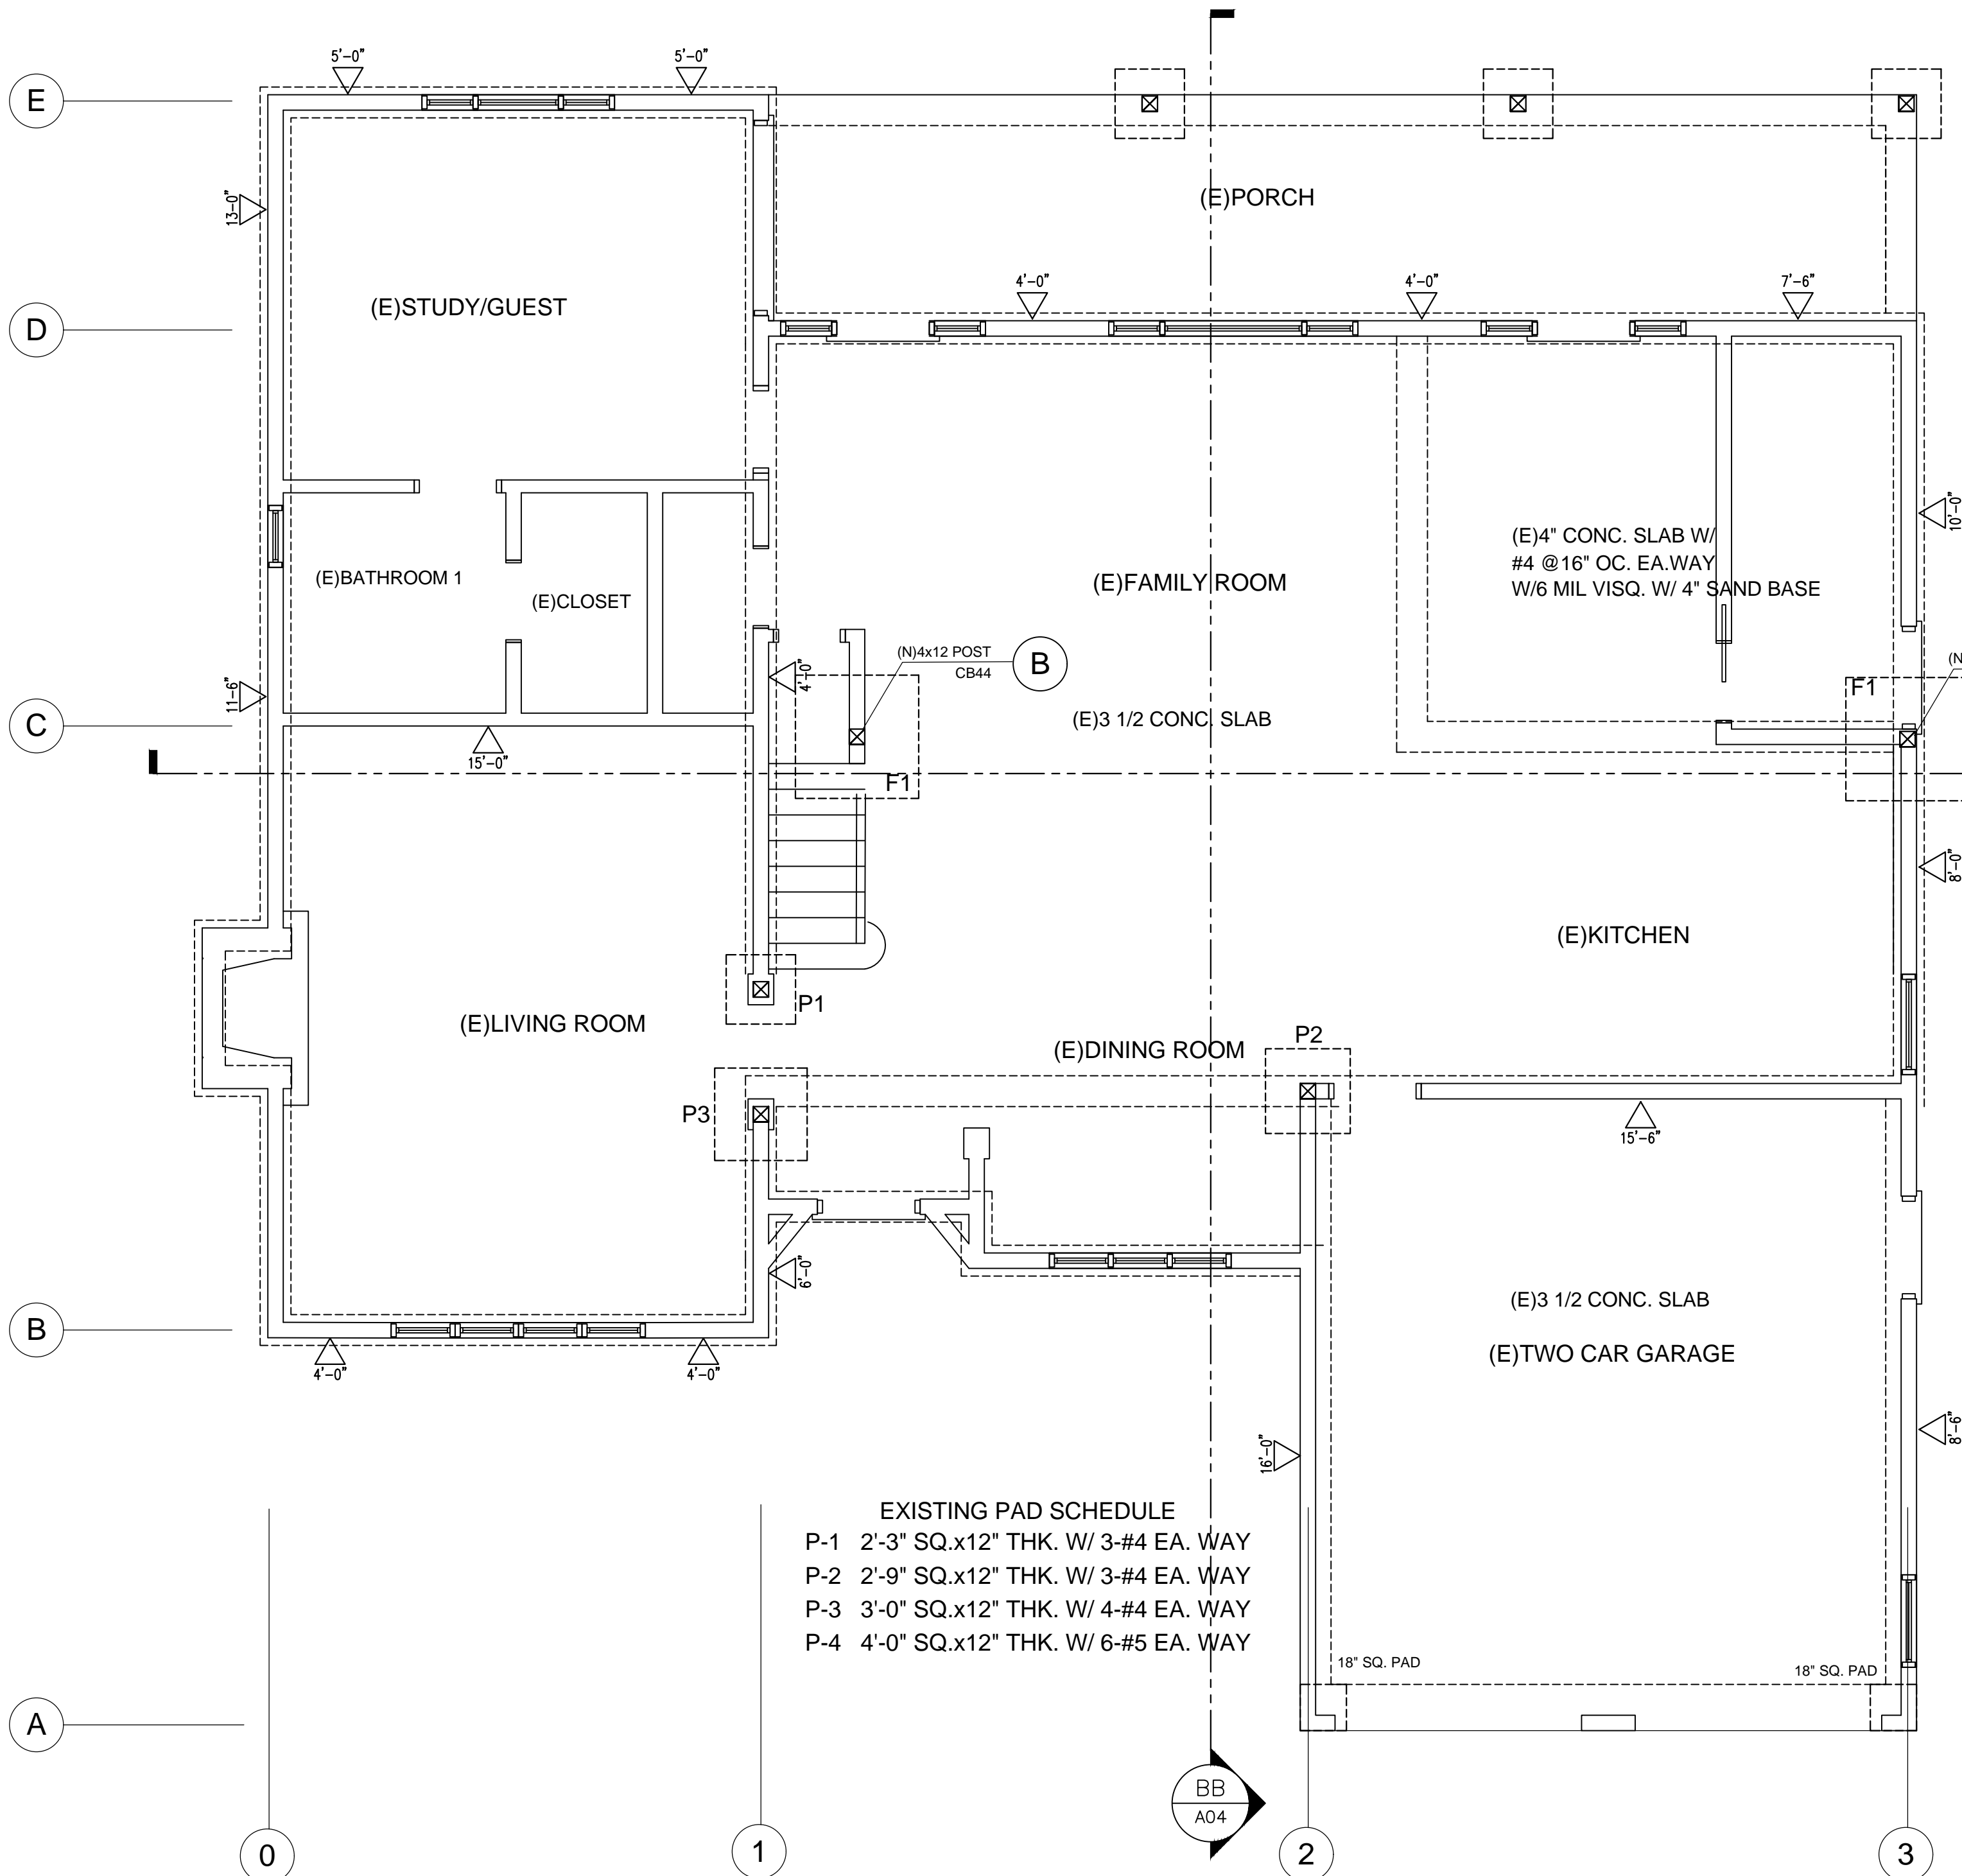 5'-0"
5'-0"
E
13-0"
(E)PORCH
(E)STUDY/GUEST
4'-0"
4'-0"
7'-6"
D
10'-0"
(E)4" CONC. SLAB W/
#4 @16" OC. EA.WAY
W/6 MIL VISQ. W/ 4" SAND BASE
(E)BATHROOM 1
(E)CLOSET
(E)FAMILY ROOM
(N)4x12 POST
CB44
B
4'-0"
(N
F1
11-6"
C
(E)3 1/2 CONC. SLAB
15'-0"
F1
8'-0"
(E)KITCHEN
P1
(E)LIVING ROOM
(E)DINING ROOM
P2
P3
15'-6"
6'-0"
(E)3 1/2 CONC. SLAB
(E)TWO CAR GARAGE
B
4'-0"
4'-0"
8'-6"
16'-0"
EXISTING PAD SCHEDULE
P-1 2'-3" SQ.x12" THK. W/ 3-#4 EA. WAY
P-2 2'-9" SQ.x12" THK. W/ 3-#4 EA. WAY
P-3 3'-0" SQ.x12" THK. W/ 4-#4 EA. WAY
P-4 4'-0" SQ.x12" THK. W/ 6-#5 EA. WAY
18" SQ. PAD
18" SQ. PAD
A
BB
A04
0
1
2
3